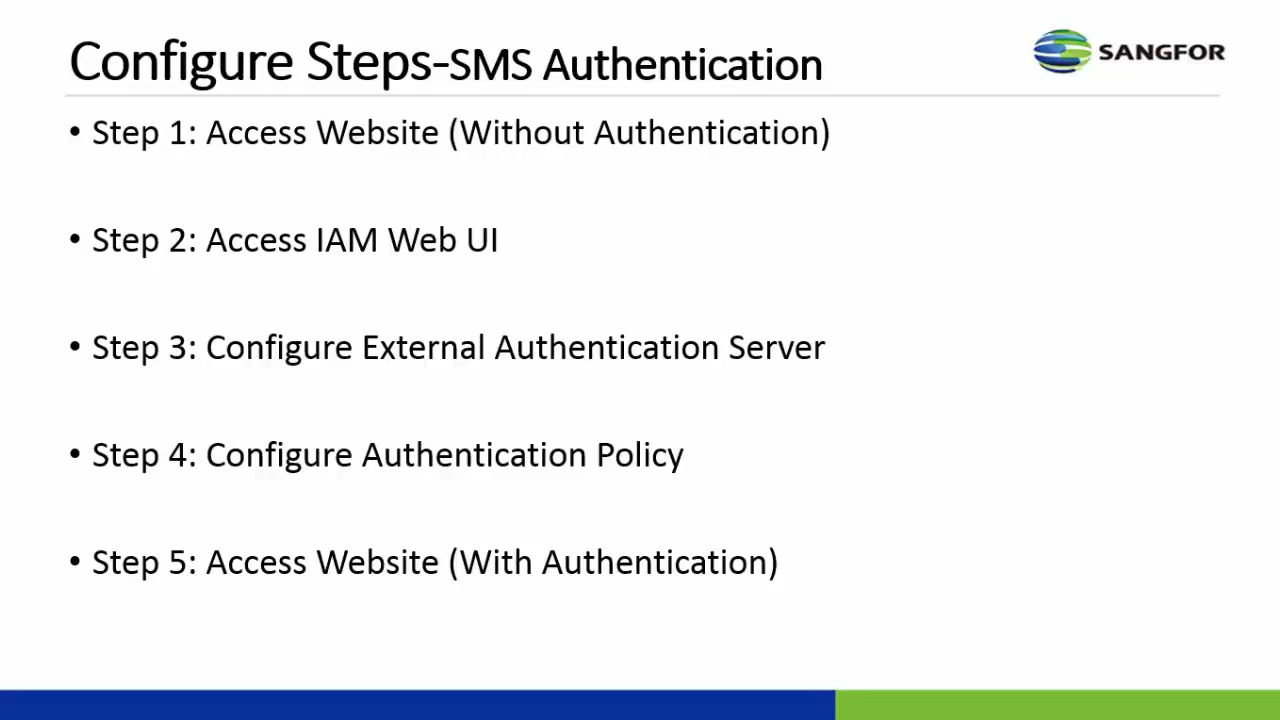 Configure Steps-SMS Authentication
SANGFOR
• Step 1: Access Website (Without Authentication)
• Step 2: Access IAM Web UI
• Step 3: Configure External Authentication Server
• Step 4: Configure Authentication Policy
• Step 5: Access Website (With Authentication)